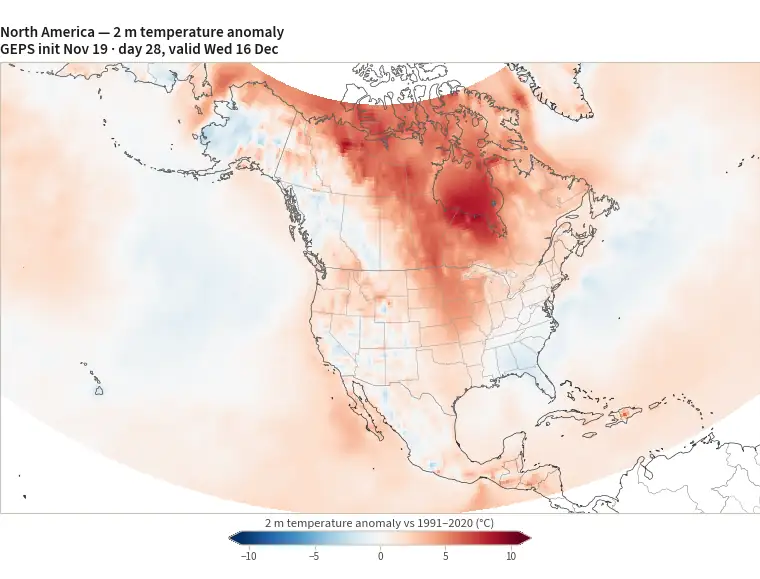 North America — 2 m temperature anomaly
GEPS init Nov 19 · day 28, valid Wed 16 Dec
2 m temperature anomaly vs 1991–2020 (°C)
−10 −5 0 5 10